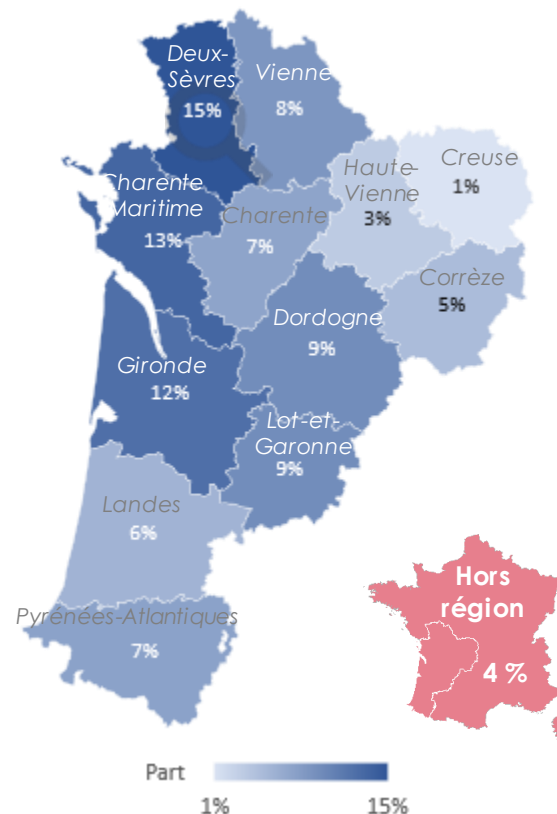 Deux-
Sèvres
15%
Vienne
8%
Charente
Maritime
13%
Charente
7%
Haute-
Vienne
3%
Creuse
1%
Corrèze
5%
Dordogne
9%
Gironde
12%
Lot-et-
Garonne
9%
Landes
6%
Pyrénées-Atlantiques
7%
Hors
région
4 %
Part
1%
15%